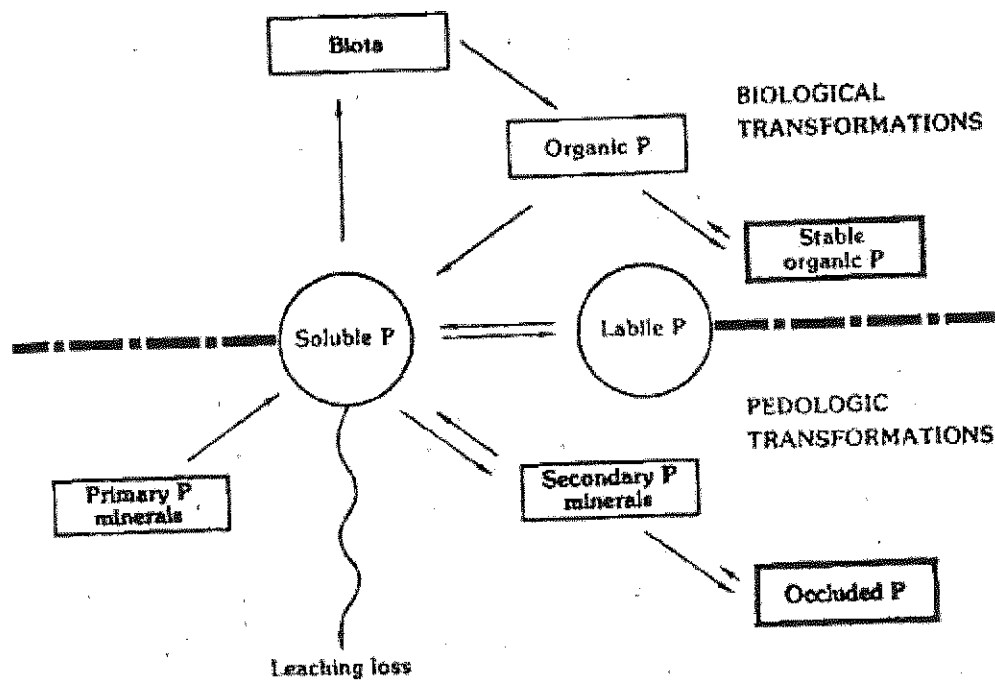 Biota
BIOLOGICAL
TRANSFORMATIONS
Organic P
Stable
organic P
Soluble P
Labile P
PEDOLOGIC
TRANSFORMATIONS
Primary P
minerals
Secondary P
minerals
Occluded P
Leaching loss